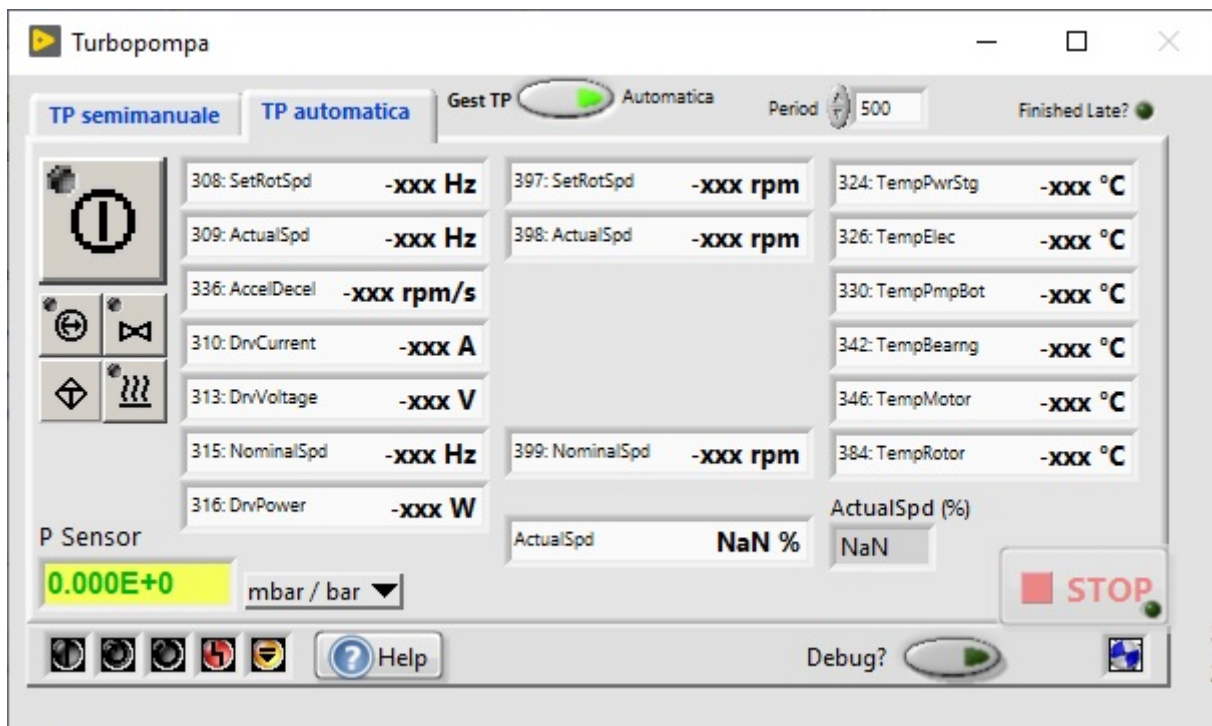 Turbopompa
TP semimanuale
TP automatica
Gest TP
Automatica
Period
500
Finished Late?
308: SetRotSpd -xxx Hz
397: SetRotSpd -xxx rpm
324: TempPwrStg -xxx °C
309: ActualSpd -xxx Hz
398: ActualSpd -xxx rpm
326: TempElec -xxx °C
336: AccelDecel -xxx rpm/s
330: TempPmpBot -xxx °C
310: DrvCurrent -xxx A
342: TempBearng -xxx °C
313: DrvVoltage -xxx V
346: TempMotor -xxx °C
315: NominalSpd -xxx Hz
399: NominalSpd -xxx rpm
384: TempRotor -xxx °C
316: DrvPower -xxx W
ActualSpd NaN %
ActualSpd (%)
NaN
P Sensor
0.000E+0
mbar / bar
STOP
Help
Debug?